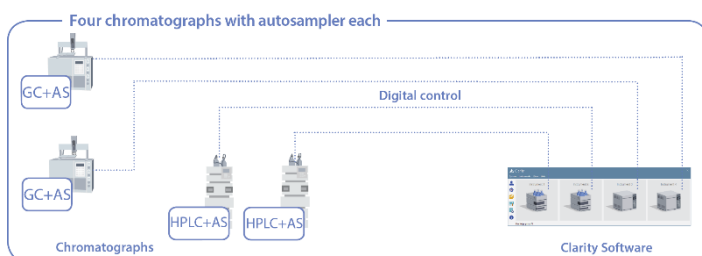 Four chromatographs with autosampler each
GC+AS
Digital control
GC+AS
HPLC+AS
HPLC+AS
Chromatographs
Clarity Software